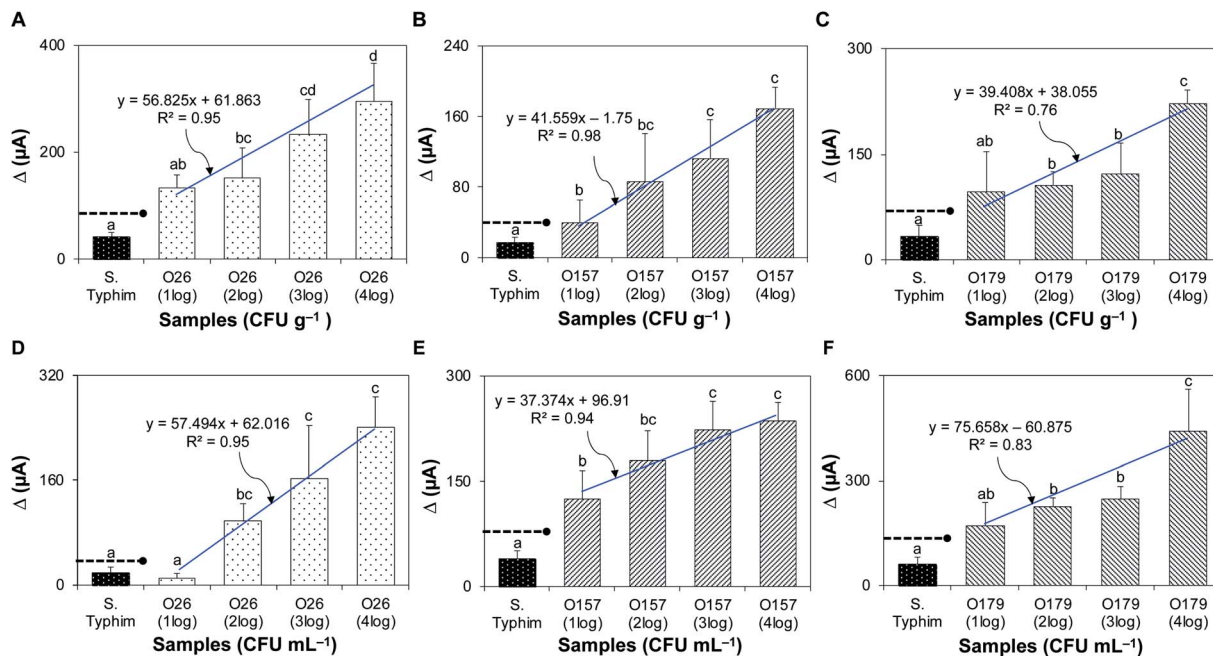 A
Δ (µA)
400
200
0
y = 56.825x + 61.863
R² = 0.95
a
ab
bc
cd
d
S. Typhim
O26 (1log)
O26 (2log)
O26 (3log)
O26 (4log)
Samples (CFU g⁻¹ )
B
Δ (µA)
240
160
80
0
y = 41.559x – 1.75
R² = 0.98
a
b
bc
c
c
S. Typhim
O157 (1log)
O157 (2log)
O157 (3log)
O157 (4log)
Samples (CFU g⁻¹ )
C
Δ (µA)
300
150
0
y = 39.408x + 38.055
R² = 0.76
a
ab
b
b
c
S. Typhim
O179 (1log)
O179 (2log)
O179 (3log)
O179 (4log)
Samples (CFU g⁻¹ )
D
Δ (µA)
320
160
0
y = 57.494x + 62.016
R² = 0.95
a
a
bc
c
c
S. Typhim
O26 (1log)
O26 (2log)
O26 (3log)
O26 (4log)
Samples (CFU mL⁻¹)
E
Δ (µA)
300
150
0
y = 37.374x + 96.91
R² = 0.94
a
b
bc
c
c
S. Typhim
O157 (1log)
O157 (2log)
O157 (3log)
O157 (4log)
Samples (CFU mL⁻¹)
F
Δ (µA)
600
400
200
0
y = 75.658x – 60.875
R² = 0.83
a
ab
b
b
c
S. Typhim
O179 (1log)
O179 (2log)
O179 (3log)
O179 (4log)
Samples (CFU mL⁻¹)